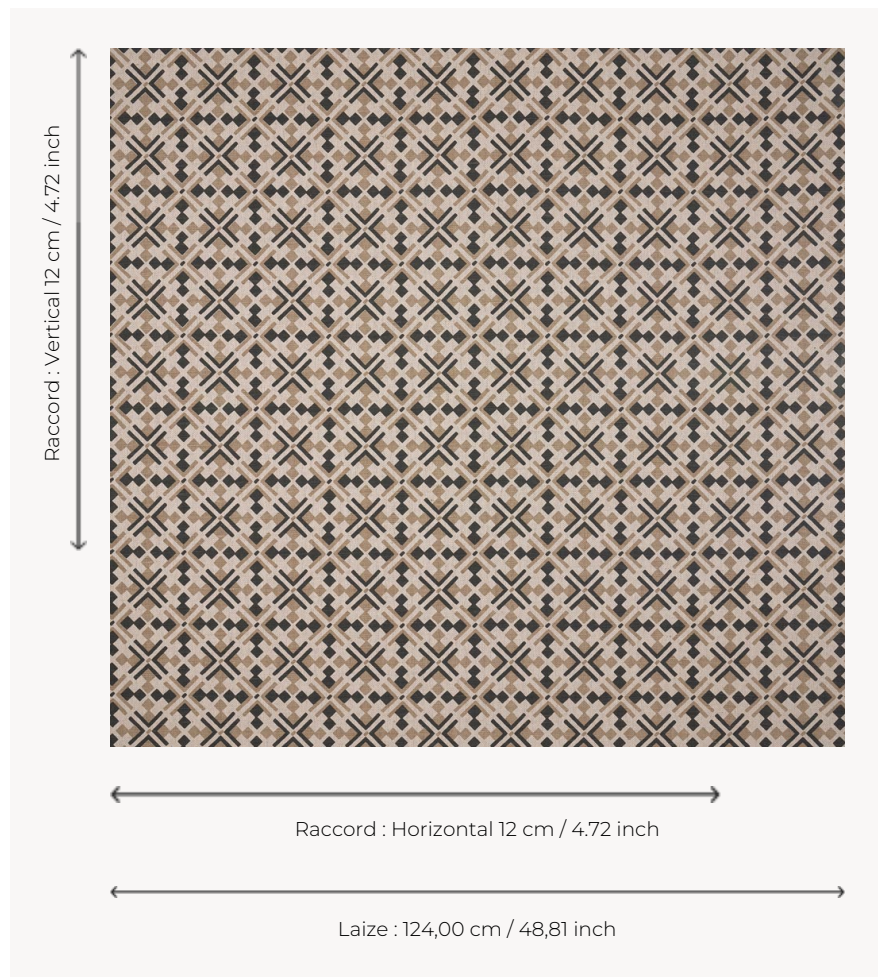 Raccord : Vertical 12 cm / 4.72 inch
Raccord : Horizontal 12 cm / 4.72 inch
Laize : 124,00 cm / 48,81 inch